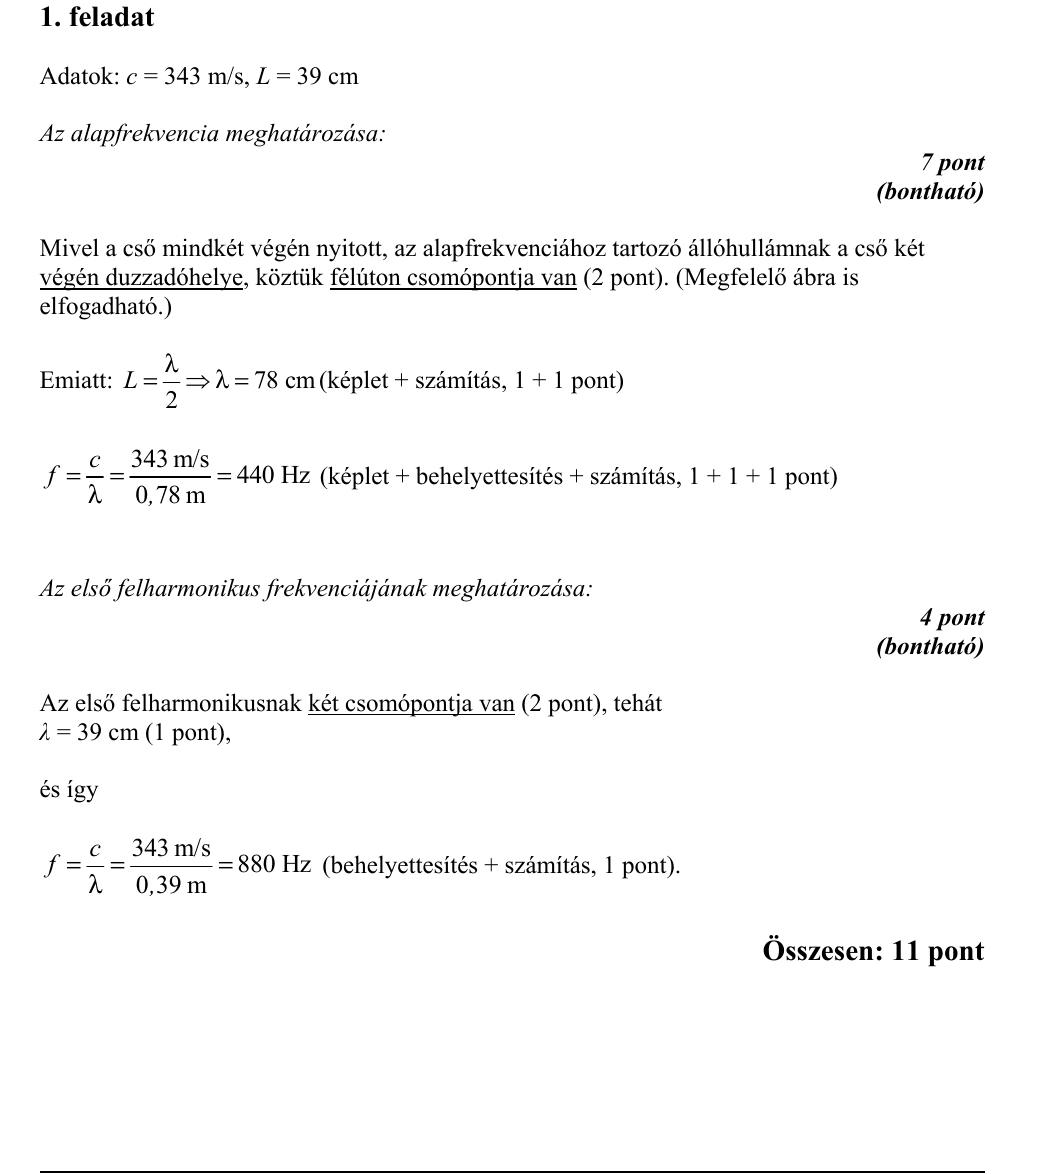 1. feladat
Adatok: c = 343 m/s, L = 39 cm
Az alapfrekvencia meghatározása:
7 pont
(bontható)
Mivel a cső mindkét végén nyitott, az alapfrekvenciához tartozó állóhullámnak a cső két
végén duzzadóhelye, köztük félúton csomópontja van (2 pont). (Megfelelő ábra is
elfogadható.)
Emiatt: L = λ/2 ⇒ λ = 78 cm (képlet + számítás, 1 + 1 pont)
f = c/λ = 343 m/s / 0,78 m = 440 Hz (képlet + behelyettesítés + számítás, 1 + 1 + 1 pont)
Az első felharmonikus frekvenciájának meghatározása:
4 pont
(bontható)
Az első felharmonikusnak két csomópontja van (2 pont), tehát
λ = 39 cm (1 pont),
és így
f = c/λ = 343 m/s / 0,39 m = 880 Hz (behelyettesítés + számítás, 1 pont).
Összesen: 11 pont